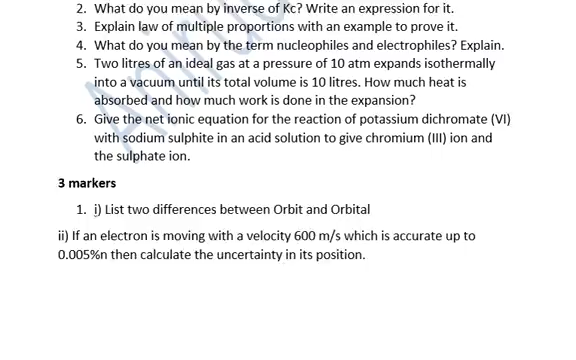 2. What do you mean by inverse of Kc? Write an expression for it.
3. Explain law of multiple proportions with an example to prove it.
4. What do you mean by the term nucleophiles and electrophiles? Explain.
5. Two litres of an ideal gas at a pressure of 10 atm expands isothermally
into a vacuum until its total volume is 10 litres. How much heat is
absorbed and how much work is done in the expansion?
6. Give the net ionic equation for the reaction of potassium dichromate (VI)
with sodium sulphite in an acid solution to give chromium (III) ion and
the sulphate ion.
3 markers
1. i) List two differences between Orbit and Orbital
ii) If an electron is moving with a velocity 600 m/s which is accurate up to
0.005%n then calculate the uncertainty in its position.